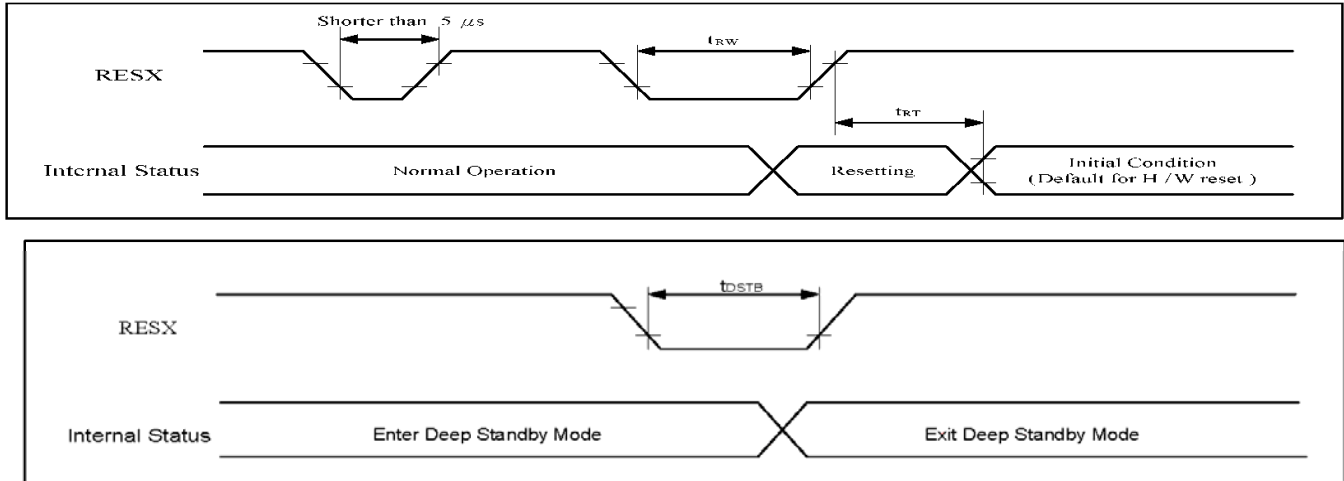 Shorter than 5 μs
tRW
RESX
tRT
Internal Status
Normal Operation
Resetting
Initial Condition
(Default for H/W reset)
tDSTB
RESX
Internal Status
Enter Deep Standby Mode
Exit Deep Standby Mode